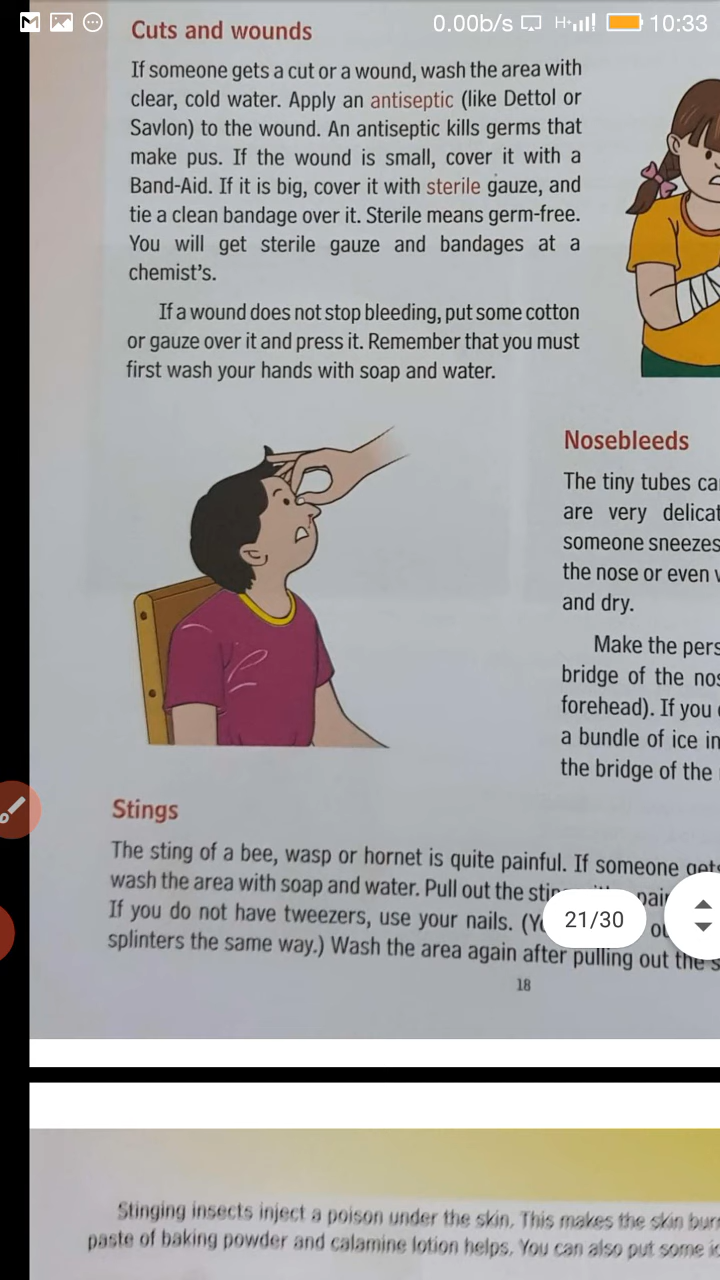 0.00b/s H+ 10:33
Cuts and wounds
If someone gets a cut or a wound, wash the area with
clear, cold water. Apply an antiseptic (like Dettol or
Savlon) to the wound. An antiseptic kills germs that
make pus. If the wound is small, cover it with a
Band-Aid. If it is big, cover it with sterile gauze, and
tie a clean bandage over it. Sterile means germ-free.
You will get sterile gauze and bandages at a
chemist's.
If a wound does not stop bleeding, put some cotton
or gauze over it and press it. Remember that you must
first wash your hands with soap and water.
Nosebleeds
The tiny tubes
are very
someone sneezes
the nose or even
and dry.
Make the
bridge of the
forehead). If you
a bundle of ice in
the bridge of the
Stings
The sting of a bee, wasp or hornet is quite painful. If someone gets
wash the area with soap and water. Pull out the
If you do not have tweezers, use your nails.
splinters the same way.) Wash the area again after pulling out the
21/30
18
Stinging insects inject a poison under the skin. This makes the skin
paste of baking powder and calamine lotion helps. You can also put some